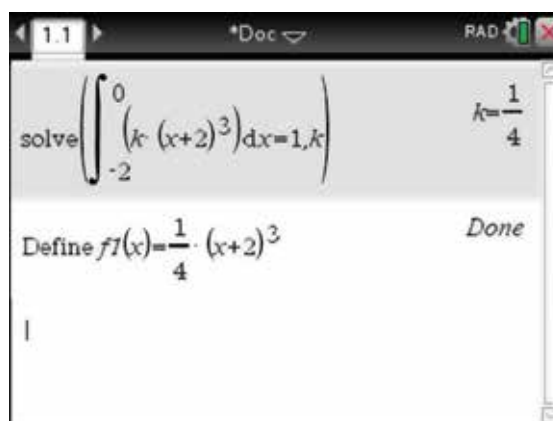 1.1 *Doc RAD
solve(∫_{-2}^{0} (k· (x+2)^3)dx=1,k) k=1/4
Define f1(x)=1/4 · (x+2)^3 Done